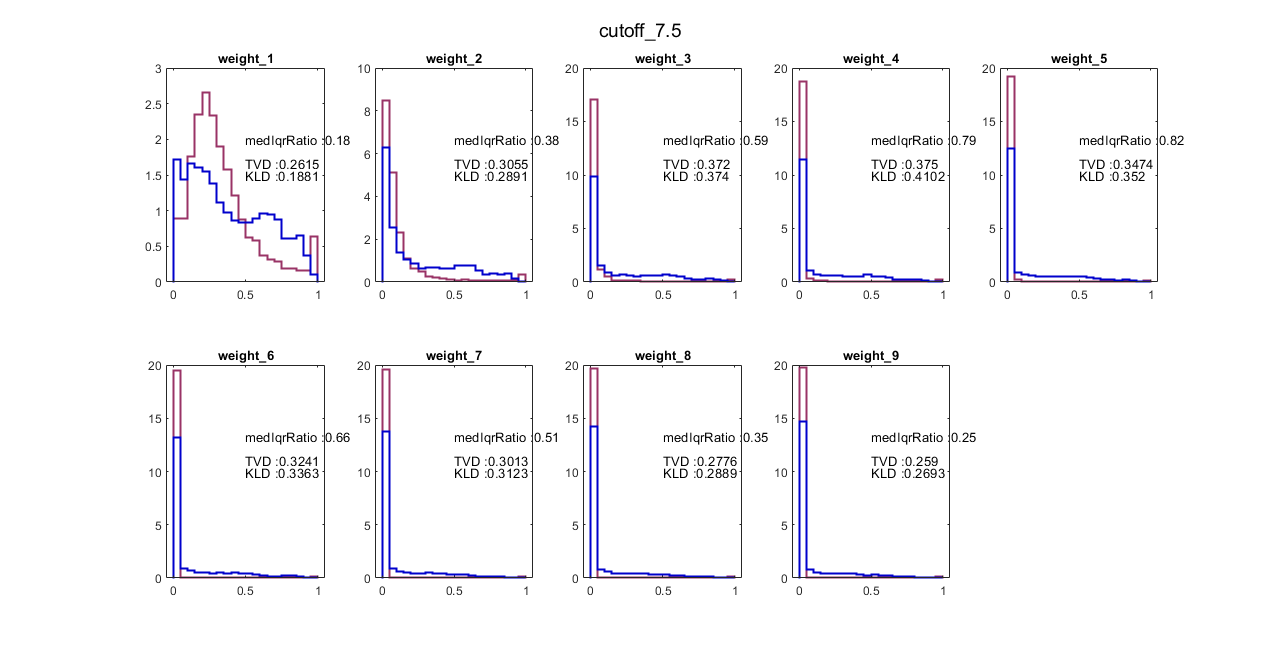 cutoff_7.5
weight_1
3
2.5
2
1.5
1
0.5
0
0
0.5
1
medIqrRatio :0.18
TVD :0.2615
KLD :0.1881
weight_2
10
8
6
4
2
0
0
0.5
1
medIqrRatio :0.38
TVD :0.3055
KLD :0.2891
weight_3
20
15
10
5
0
0
0.5
1
medIqrRatio :0.59
TVD :0.372
KLD :0.374
weight_4
20
15
10
5
0
0
0.5
1
medIqrRatio :0.79
TVD :0.375
KLD :0.4102
weight_5
20
15
10
5
0
0
0.5
1
medIqrRatio :0.82
TVD :0.3474
KLD :0.352
weight_6
20
15
10
5
0
0
0.5
1
medIqrRatio :0.66
TVD :0.3241
KLD :0.3363
weight_7
20
15
10
5
0
0
0.5
1
medIqrRatio :0.51
TVD :0.3013
KLD :0.3123
weight_8
20
15
10
5
0
0
0.5
1
medIqrRatio :0.35
TVD :0.2776
KLD :0.2889
weight_9
20
15
10
5
0
0
0.5
1
medIqrRatio :0.25
TVD :0.259
KLD :0.2693